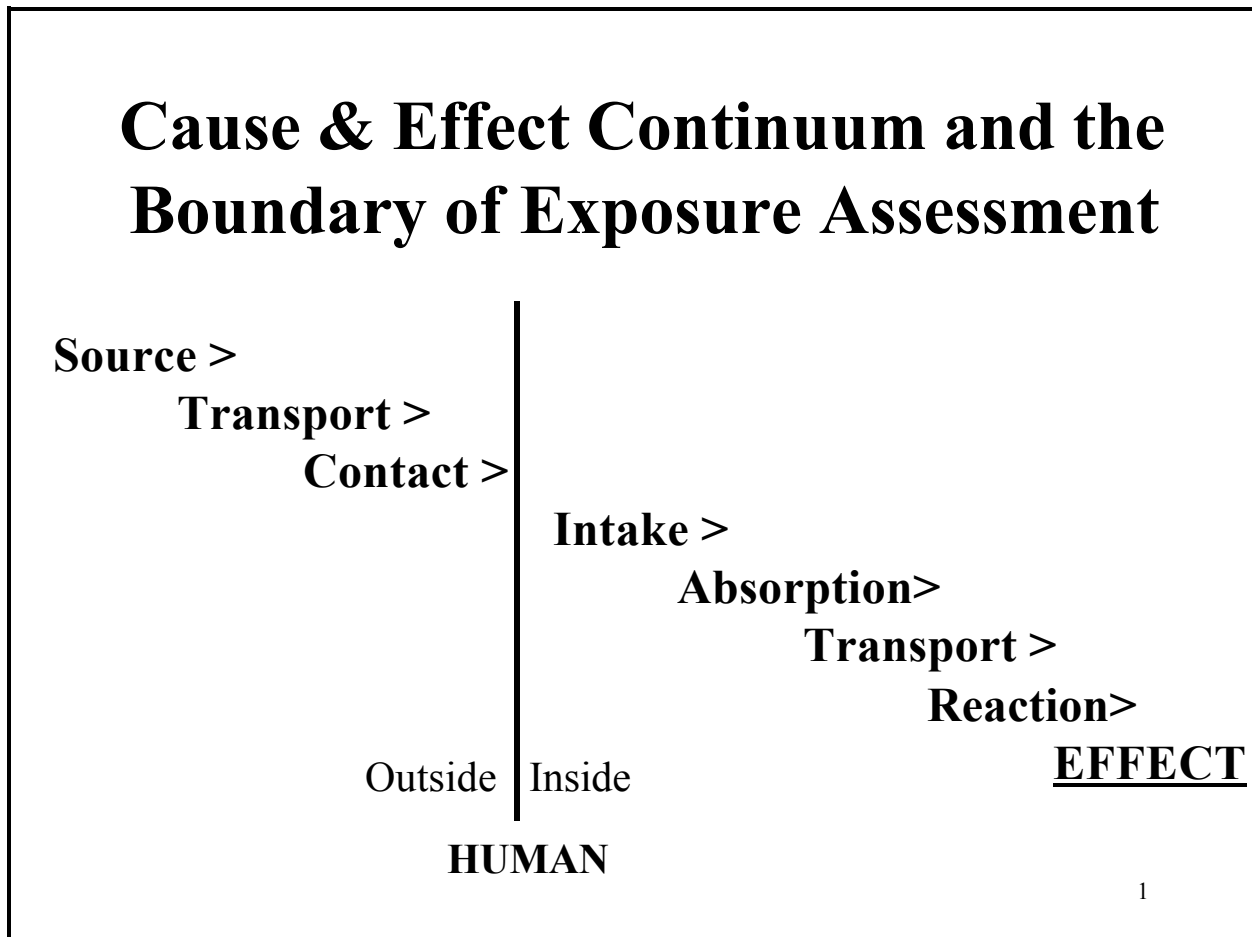 Cause & Effect Continuum and the
Boundary of Exposure Assessment
Source >
Transport >
Contact >
Intake >
Absorption>
Transport >
Reaction>
EFFECT
Outside Inside
HUMAN
1